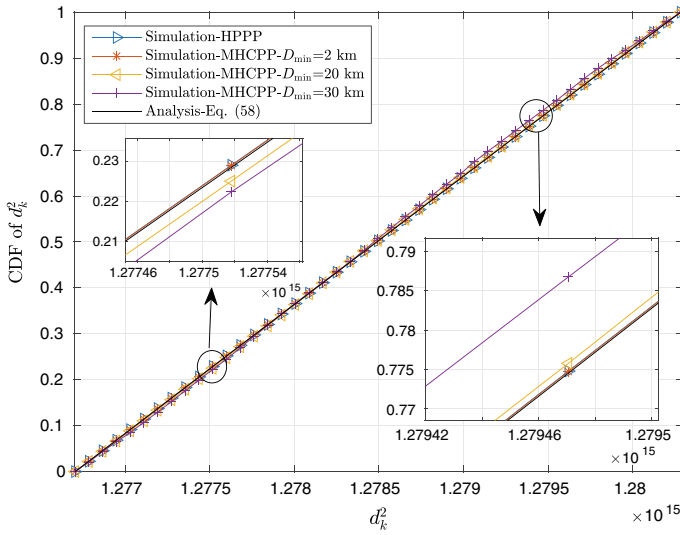 1
0.9
0.8
0.7
0.6
0.5
0.4
0.3
0.2
0.1
0
CDF of d_k^2
Simulation-HPPP
Simulation-MHCPP-D_min=2 km
Simulation-MHCPP-D_min=20 km
Simulation-MHCPP-D_min=30 km
Analysis-Eq. (58)
0.23
0.22
0.21
1.27746 1.2775 1.27754
× 10^15
0.79
0.785
0.78
0.775
0.77
1.27942 1.27946 1.2795
× 10^15
1.277 1.2775 1.278 1.2785 1.279 1.2795 1.28
× 10^15
d_k^2